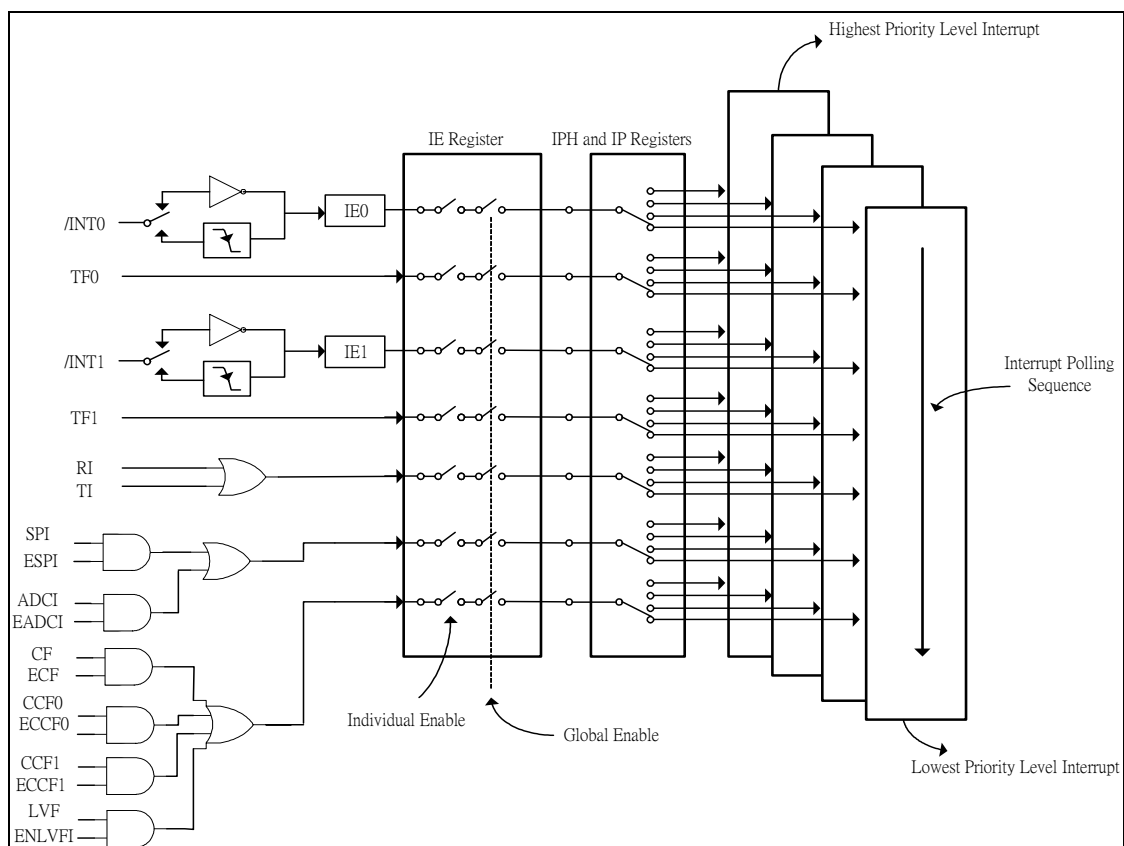 Highest Priority Level Interrupt
IE Register
IPH and IP Registers
/INT0
IE0
TF0
/INT1
IE1
Interrupt Polling
Sequence
TF1
RI
TI
SPI
ESPI
ADCI
EADCI
CF
ECF
CCF0
ECCF0
CCF1
ECCF1
LVF
ENLVFI
Individual Enable
Global Enable
Lowest Priority Level Interrupt